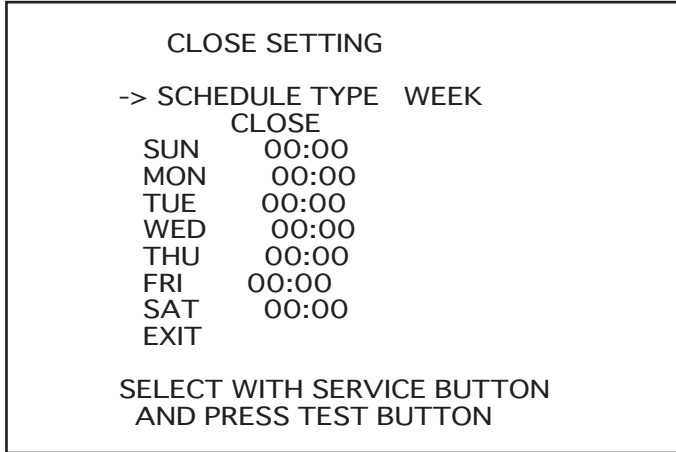 CLOSE SETTING
-> SCHEDULE TYPE WEEK
CLOSE
SUN 00:00
MON 00:00
TUE 00:00
WED 00:00
THU 00:00
FRI 00:00
SAT 00:00
EXIT
SELECT WITH SERVICE BUTTON
AND PRESS TEST BUTTON